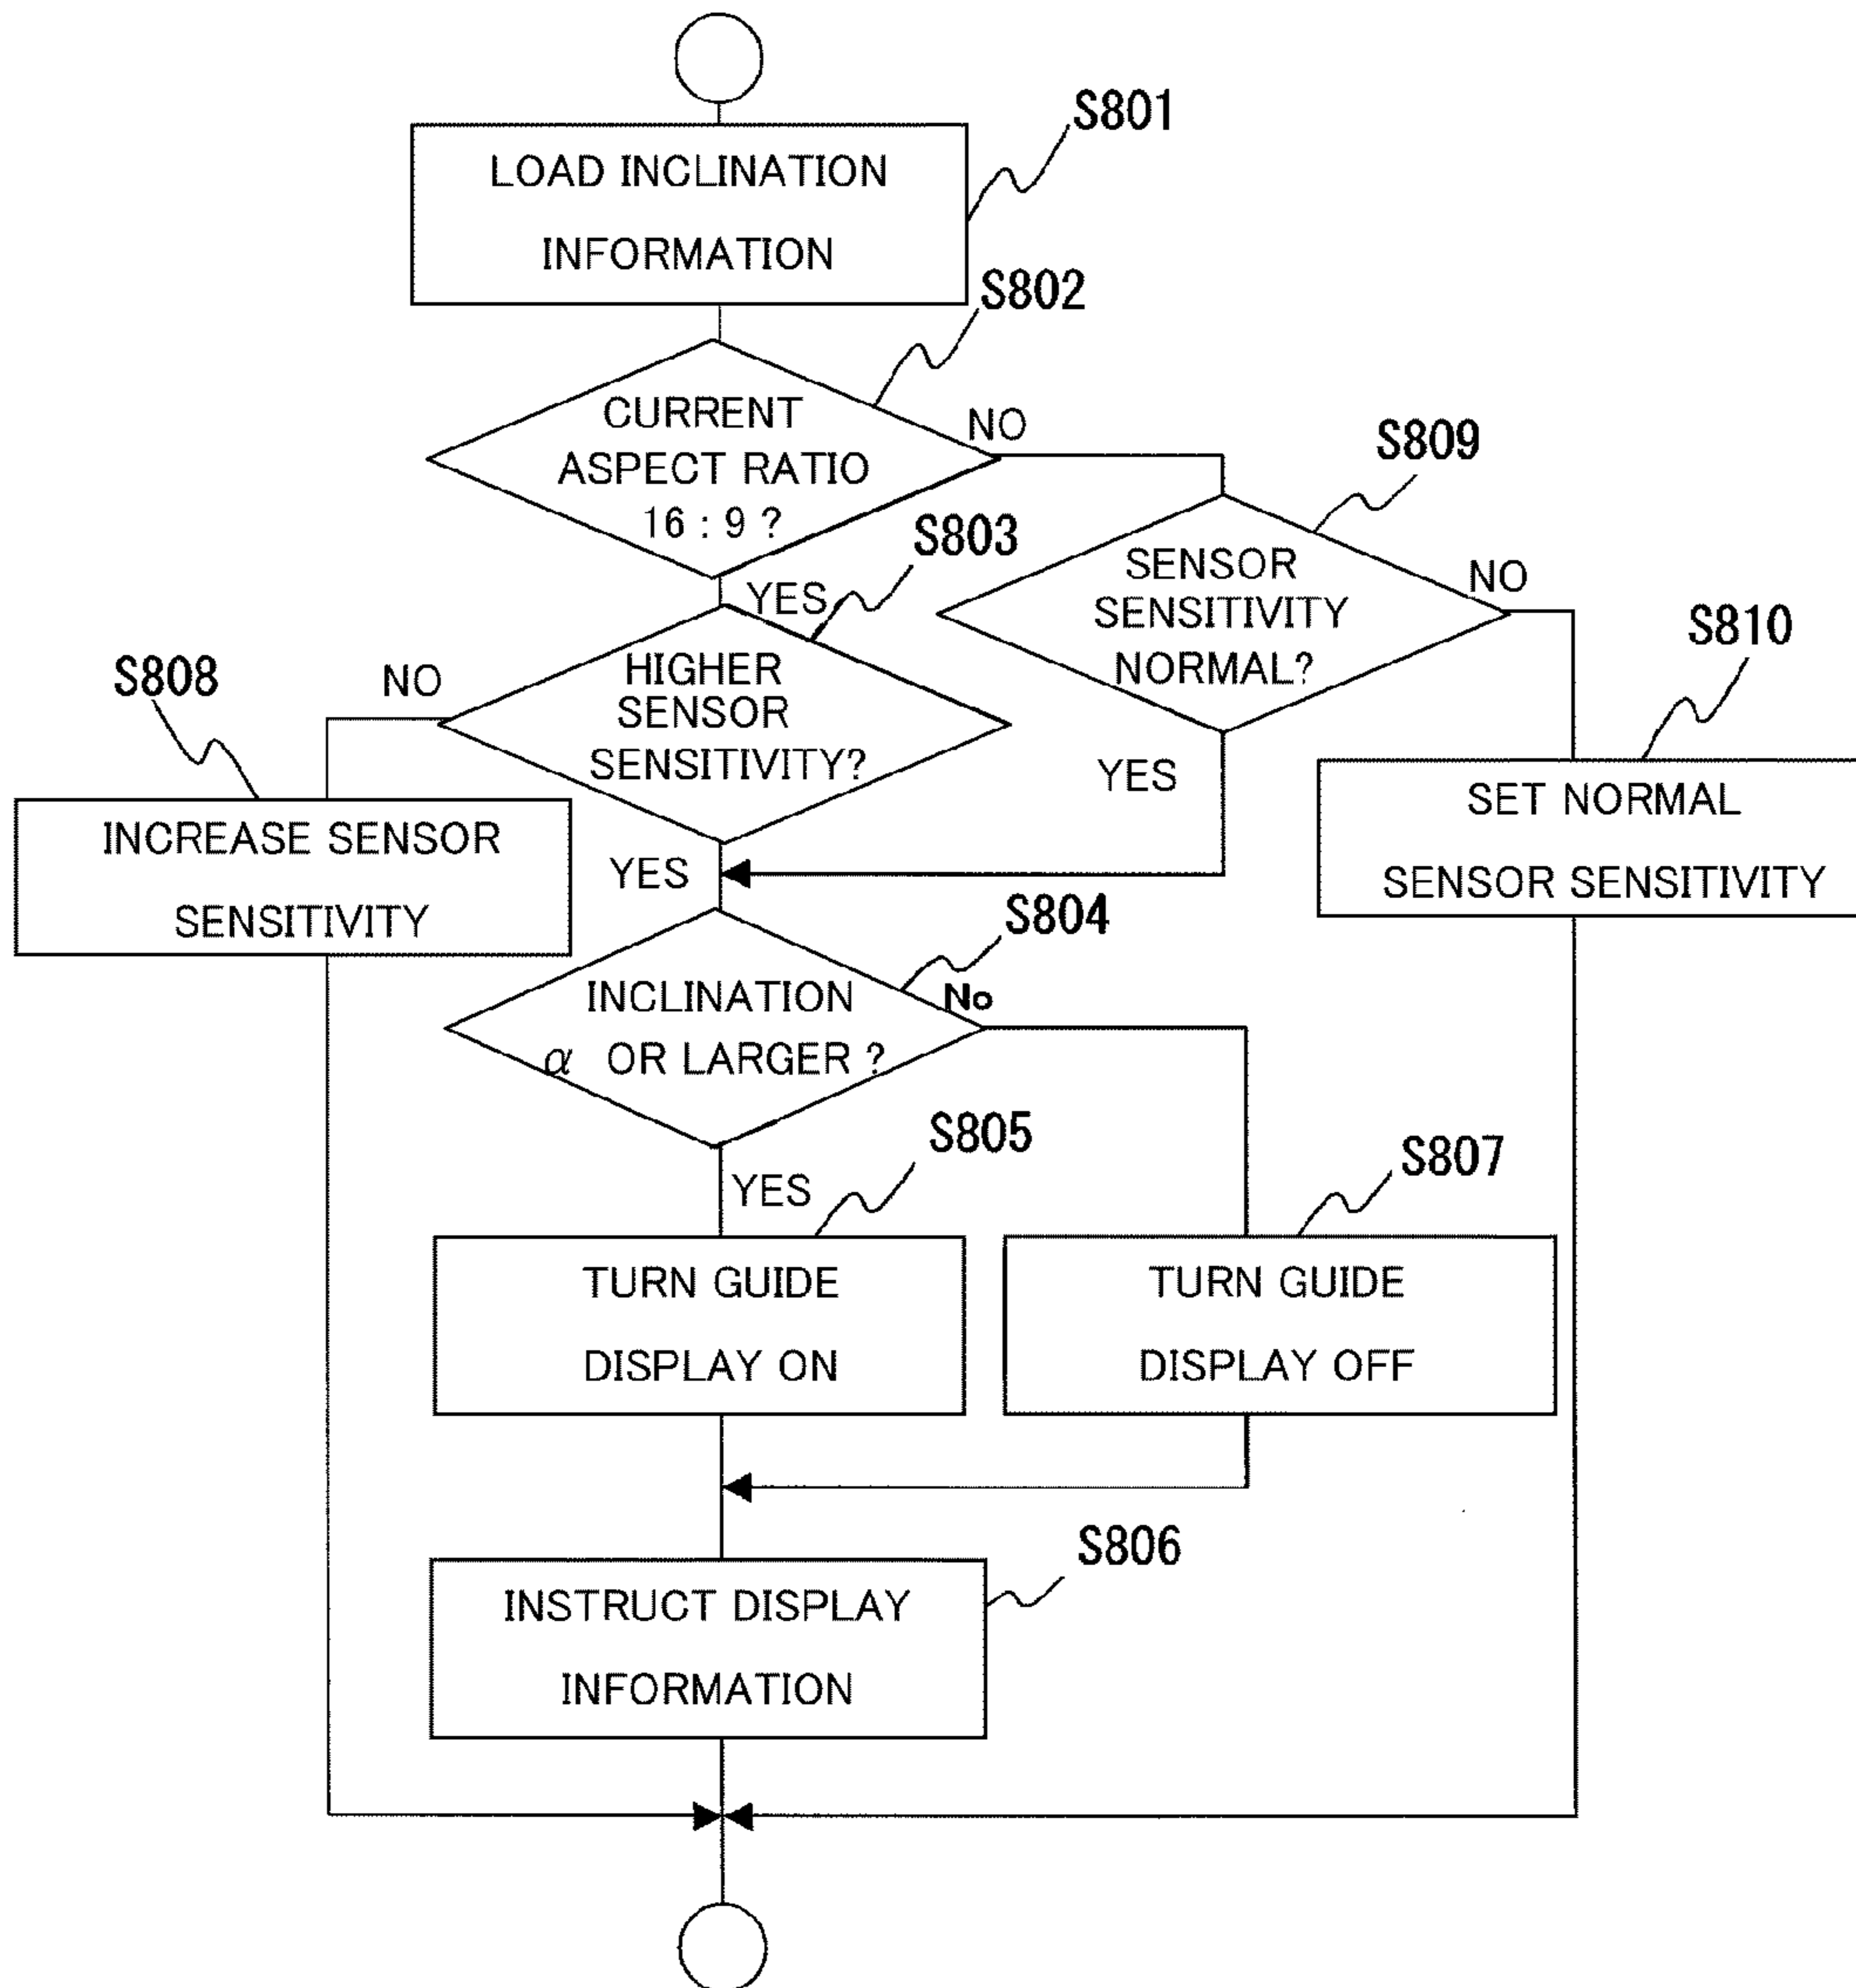 S801
LOAD INCLINATION
INFORMATION
S802
CURRENT
ASPECT RATIO
16 : 9 ?
NO
YES
S803
HIGHER
SENSOR
SENSITIVITY?
NO
YES
S809
SENSOR
SENSITIVITY
NORMAL?
NO
YES
S808
INCREASE SENSOR
SENSITIVITY
S810
SET NORMAL
SENSOR SENSITIVITY
S804
INCLINATION
α OR LARGER ?
No
YES
S805
TURN GUIDE
DISPLAY ON
S807
TURN GUIDE
DISPLAY OFF
S806
INSTRUCT DISPLAY
INFORMATION